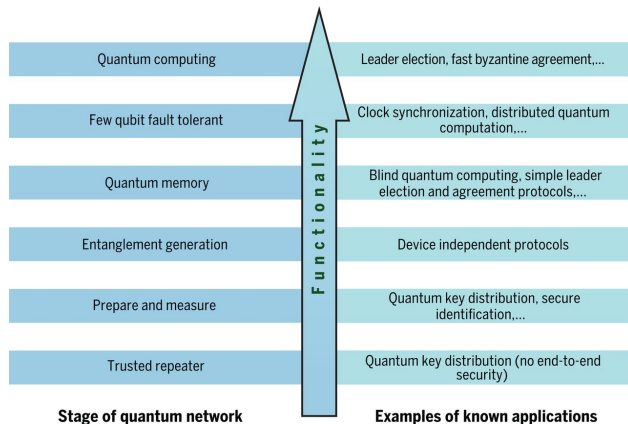 Quantum computing
Leader election, fast byzantine agreement,...
Few qubit fault tolerant
Clock synchronization, distributed quantum
computation,...
Quantum memory
Blind quantum computing, simple leader
election and agreement protocols,...
Entanglement generation
Device independent protocols
Prepare and measure
Quantum key distribution, secure
identification,...
Trusted repeater
Quantum key distribution (no end-to-end
security)
Functionality
Stage of quantum network
Examples of known applications